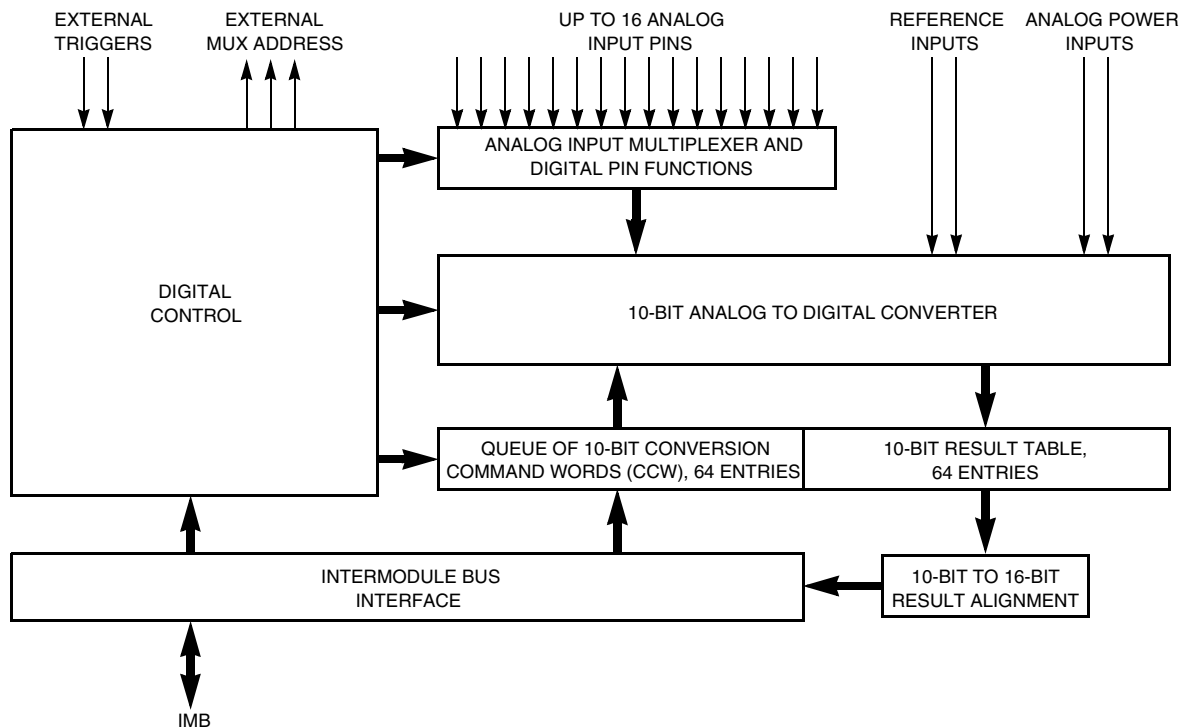 EXTERNAL
TRIGGERS
EXTERNAL
MUX ADDRESS
UP TO 16 ANALOG
INPUT PINS
REFERENCE
INPUTS
ANALOG POWER
INPUTS
ANALOG INPUT MULTIPLEXER AND
DIGITAL PIN FUNCTIONS
DIGITAL
CONTROL
10-BIT ANALOG TO DIGITAL CONVERTER
QUEUE OF 10-BIT CONVERSION
COMMAND WORDS (CCW), 64 ENTRIES
10-BIT RESULT TABLE,
64 ENTRIES
INTERMODULE BUS
INTERFACE
10-BIT TO 16-BIT
RESULT ALIGNMENT
IMB